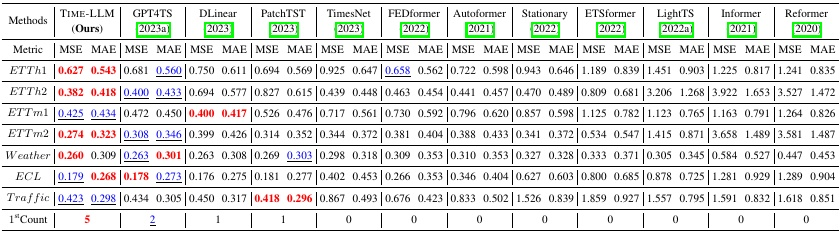 Methods TIME-LLM GPT4TS DLinear PatchTST TimesNet FEDformer Autoformer Stationary ETSformer LightTS Informer Reformer
(Ours) (2023a) (2023) (2023) (2023) (2022) (2021) (2022) (2022) (2022a) (2021) (2020)
Metric MSE MAE MSE MAE MSE MAE MSE MAE MSE MAE MSE MAE MSE MAE MSE MAE MSE MAE MSE MAE MSE MAE MSE MAE
ETTh1 0.627 0.543 0.681 0.560 0.750 0.611 0.694 0.569 0.925 0.647 0.658 0.562 0.722 0.598 0.943 0.646 1.189 0.839 1.451 0.903 1.225 0.817 1.241 0.835
ETTh2 0.382 0.418 0.400 0.433 0.694 0.577 0.827 0.615 0.439 0.448 0.463 0.454 0.441 0.457 0.470 0.489 0.809 0.681 3.206 1.268 3.922 1.653 3.527 1.472
ETTm1 0.425 0.434 0.472 0.450 0.400 0.417 0.526 0.476 0.717 0.561 0.730 0.592 0.796 0.620 0.857 0.598 1.125 0.782 1.123 0.765 1.163 0.791 1.264 0.826
ETTm2 0.274 0.323 0.308 0.346 0.399 0.426 0.314 0.352 0.344 0.372 0.381 0.404 0.388 0.433 0.341 0.372 0.534 0.547 1.415 0.871 3.658 1.489 3.581 1.487
Weather 0.260 0.309 0.263 0.301 0.263 0.308 0.269 0.303 0.298 0.318 0.309 0.353 0.310 0.353 0.327 0.328 0.333 0.371 0.305 0.345 0.584 0.527 0.447 0.453
ECL 0.179 0.268 0.178 0.273 0.176 0.275 0.181 0.277 0.402 0.453 0.266 0.353 0.346 0.404 0.627 0.603 0.800 0.685 0.878 0.725 1.281 0.929 1.289 0.904
Traffic 0.423 0.298 0.434 0.305 0.450 0.317 0.418 0.296 0.867 0.493 0.676 0.423 0.833 0.502 1.526 0.839 1.859 0.927 1.557 0.795 1.591 0.832 1.618 0.851
1stCount 5 2 1 1 0 0 0 0 0 0 0 0